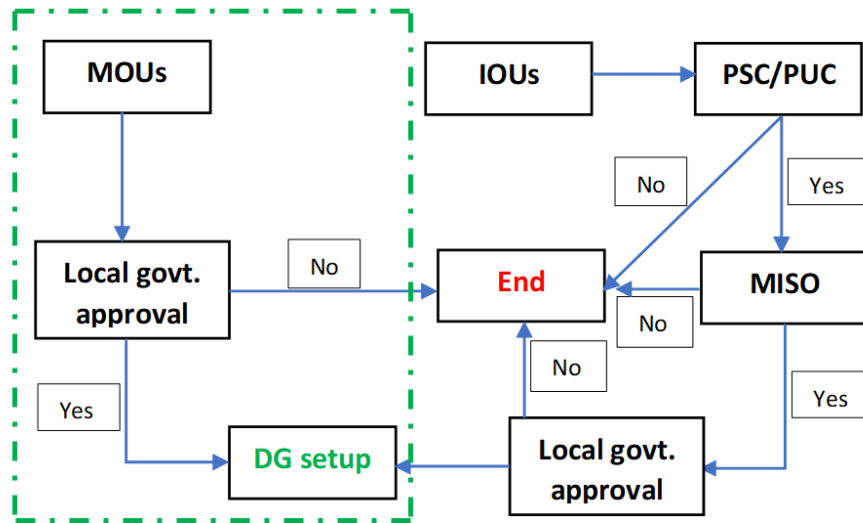 MOUs
IOUs
PSC/PUC
No
Yes
Local govt.
approval
No
End
MISO
No
No
Yes
Yes
DG setup
Local govt.
approval